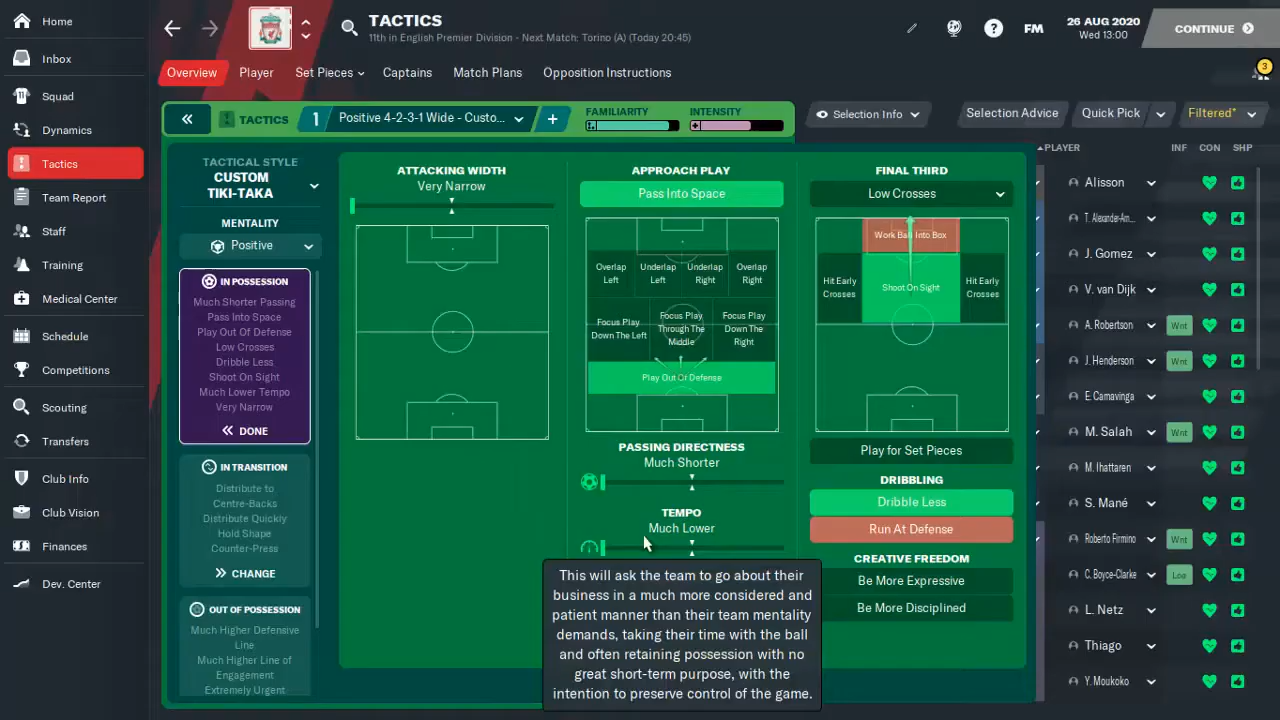 Home
Inbox
Squad
Dynamics
Tactics
Team Report
Staff
Training
Medical Center
Schedule
Competitions
Scouting
Transfers
Club Info
Club Vision
Finances
Dev. Center
TACTICS
11th in English Premier Division - Next Match: Torino (A) (Today 20:45)
FM
26 AUG 2020
Wed 13:00
CONTINUE
3
Overview
Player
Set Pieces
Captains
Match Plans
Opposition Instructions
TACTICS
1
Positive 4-2-3-1 Wide - Custo...
FAMILIARITY
INTENSITY
Selection Info
Selection Advice
Quick Pick
Filtered*
TACTICAL STYLE
CUSTOM
TIKI-TAKA
MENTALITY
Positive
IN POSSESSION
Much Shorter Passing
Pass Into Space
Play Out Of Defense
Low Crosses
Dribble Less
Shoot On Sight
Much Lower Tempo
Very Narrow
DONE
IN TRANSITION
Distribute to
Centre-Backs
Distribute Quickly
Hold Shape
Counter-Press
CHANGE
OUT OF POSSESSION
Much Higher Defensive
Line
Much Higher Line of
Engagement
Extremely Urgent
ATTACKING WIDTH
Very Narrow
APPROACH PLAY
Pass Into Space
Overlap
Left
Underlap
Left
Underlap
Right
Overlap
Right
Focus Play
Down The Left
Focus Play
Through The
Middle
Focus Play
Down The
Right
Play Out Of Defense
PASSING DIRECTNESS
Much Shorter
TEMPO
Much Lower
This will ask the team to go about their
business in a much more considered and
patient manner than their team mentality
demands, taking their time with the ball
and often retaining possession with no
great short-term purpose, with the
intention to preserve control of the game.
FINAL THIRD
Low Crosses
Work Ball Into Box
Hit Early
Crosses
Shoot On Sight
Hit Early
Crosses
Play for Set Pieces
DRIBBLING
Dribble Less
Run At Defense
CREATIVE FREEDOM
Be More Expressive
Be More Disciplined
PLAYER INF CON SHP
Alisson
T. Alexander-Arn...
J. Gomez
V. van Dijk
A. Robertson Wnt
J. Henderson Wnt
E Camavinga
M. Salah Wnt
M. Ihattaren
S. Mané
Roberto Firmino Wnt
C. Boyce-Clarke Loa
L. Netz
Thiago
Y. Moukoko